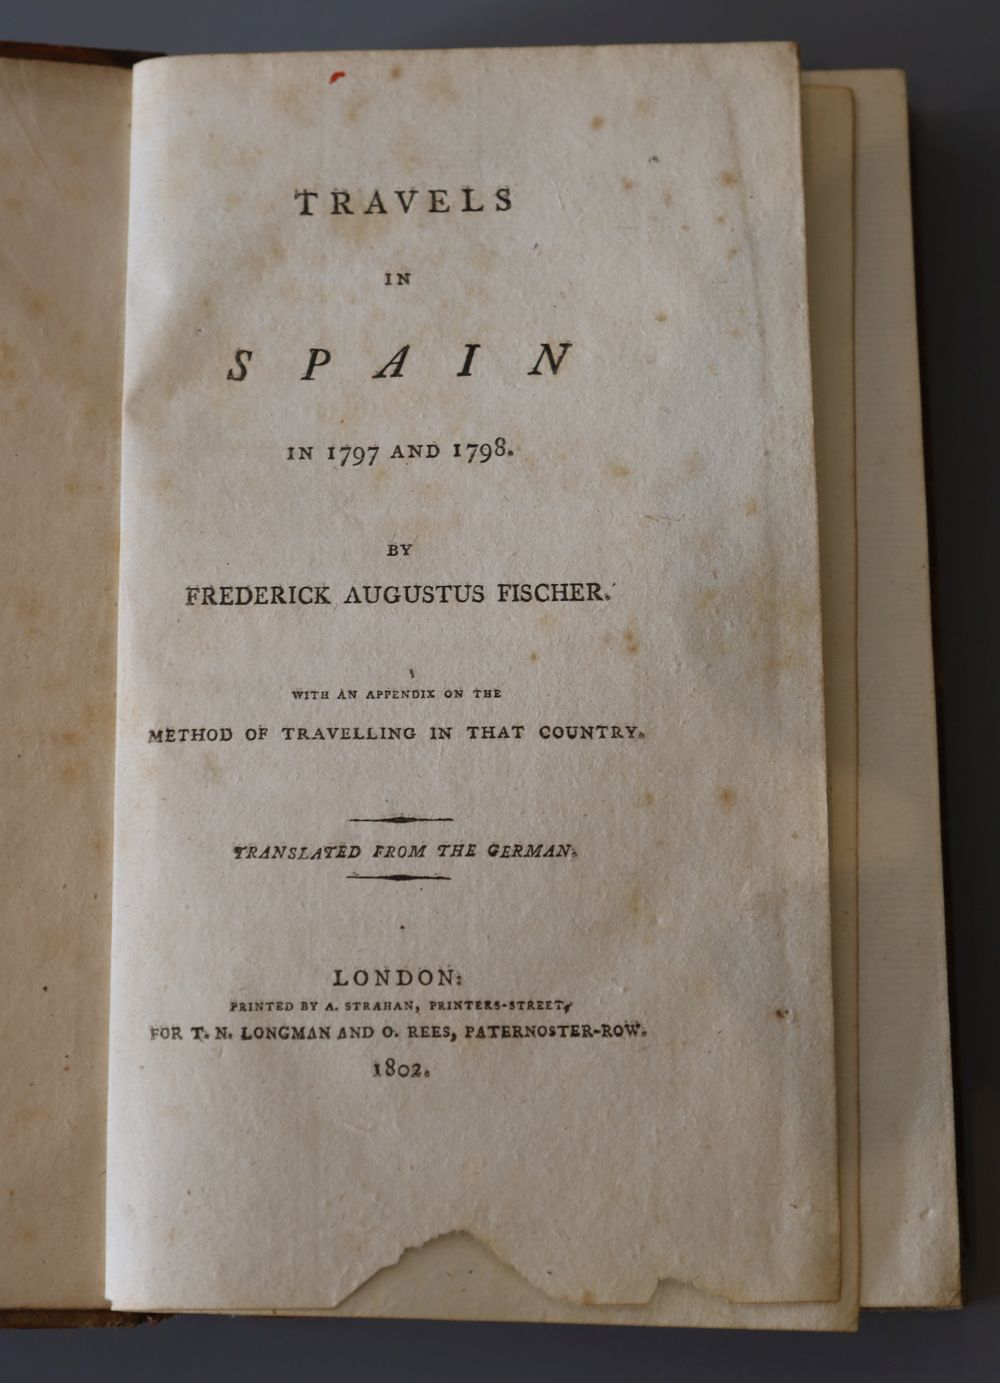 TRAVELS
IN
SPAIN
IN 1797 AND 1798.
BY
FREDERICK AUGUSTUS FISCHER.
WITH AN APPENDIX ON THE
METHOD OF TRAVELLING IN THAT COUNTRY.
TRANSLATED FROM THE GERMAN.
LONDON:
PRINTED BY A. STRAHAN, PRINTERS-STREET,
FOR T. N. LONGMAN AND O. REES, PATERNOSTER-ROW.
1802.